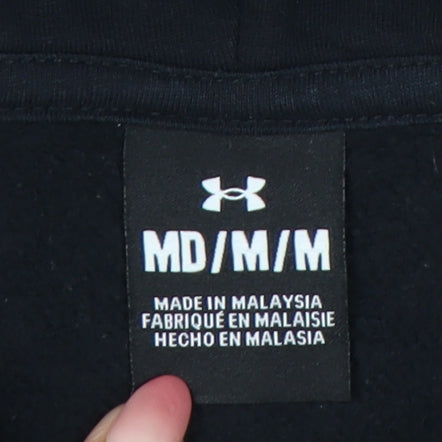 MD/M/M
MADE IN MALAYSIA
FABRIQUÉ EN MALAISIE
HECHO EN MALASIA